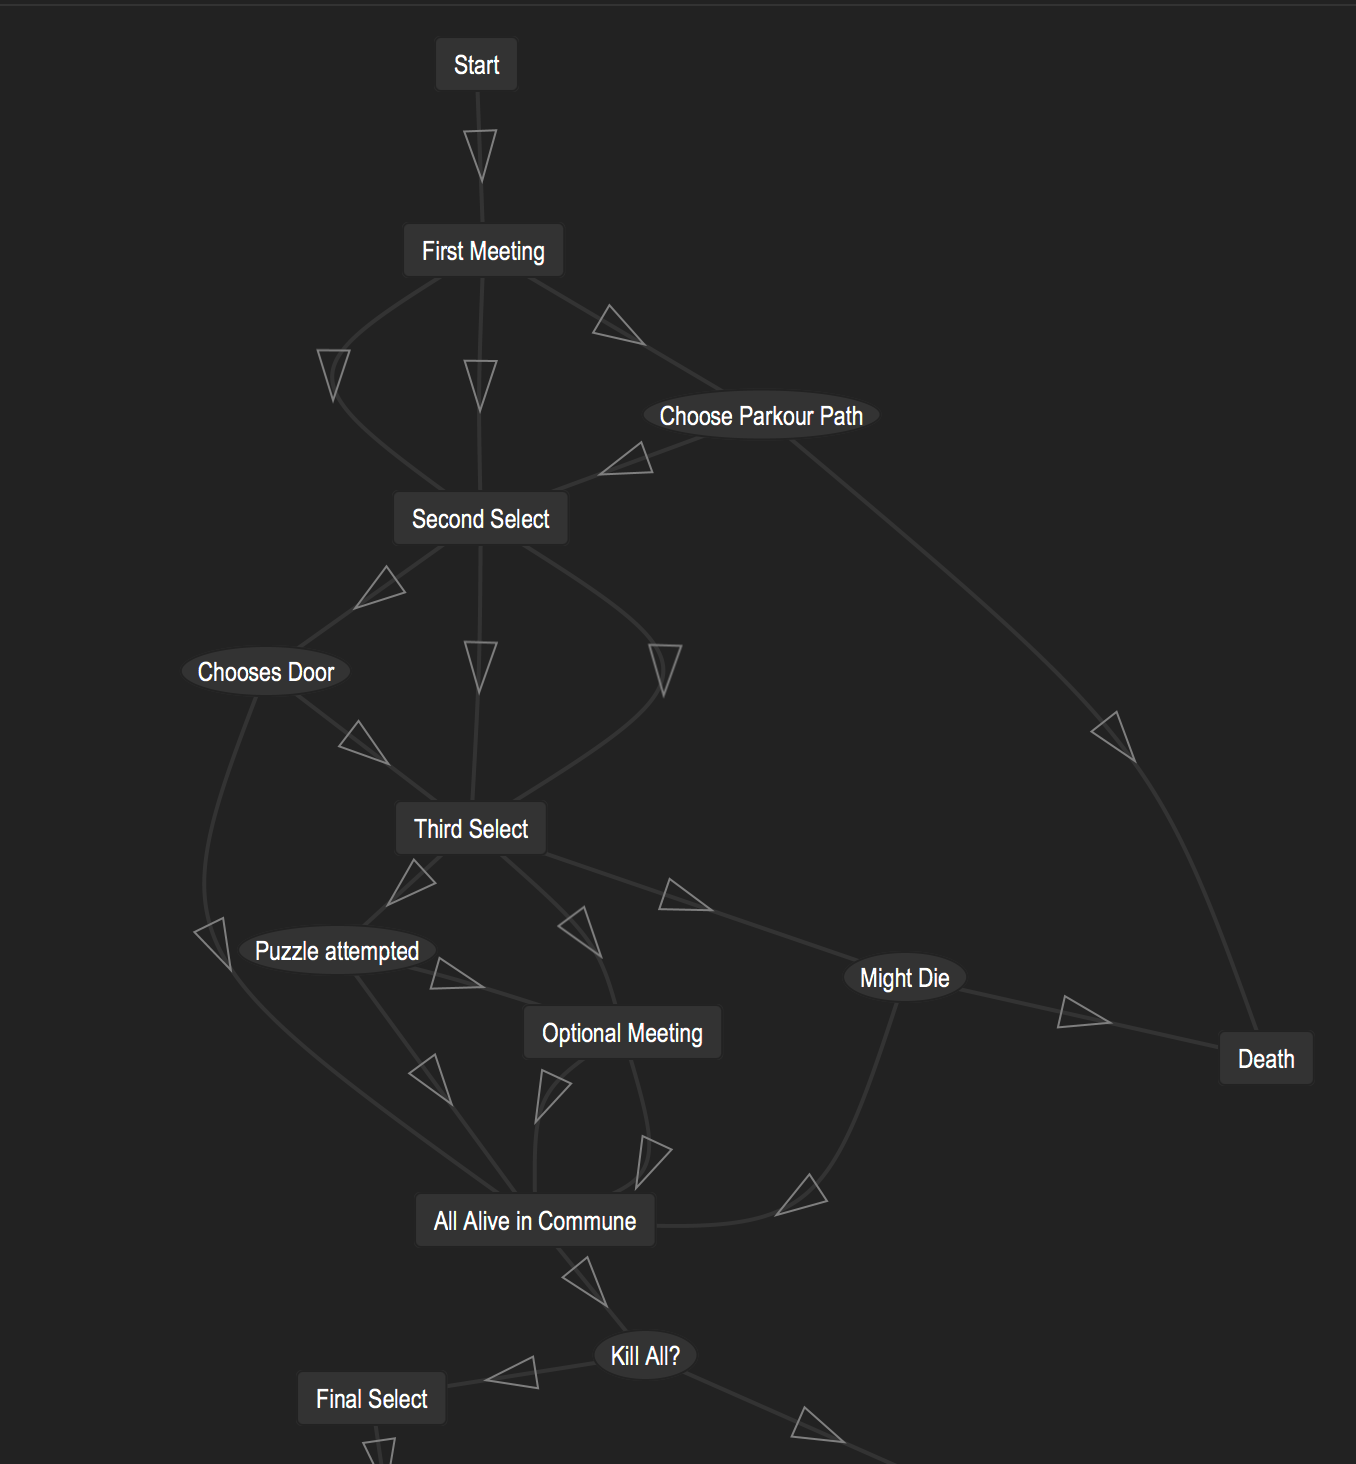 Start
First Meeting
Choose Parkour Path
Second Select
Chooses Door
Third Select
Puzzle attempted
Might Die
Optional Meeting
Death
All Alive in Commune
Kill All?
Final Select